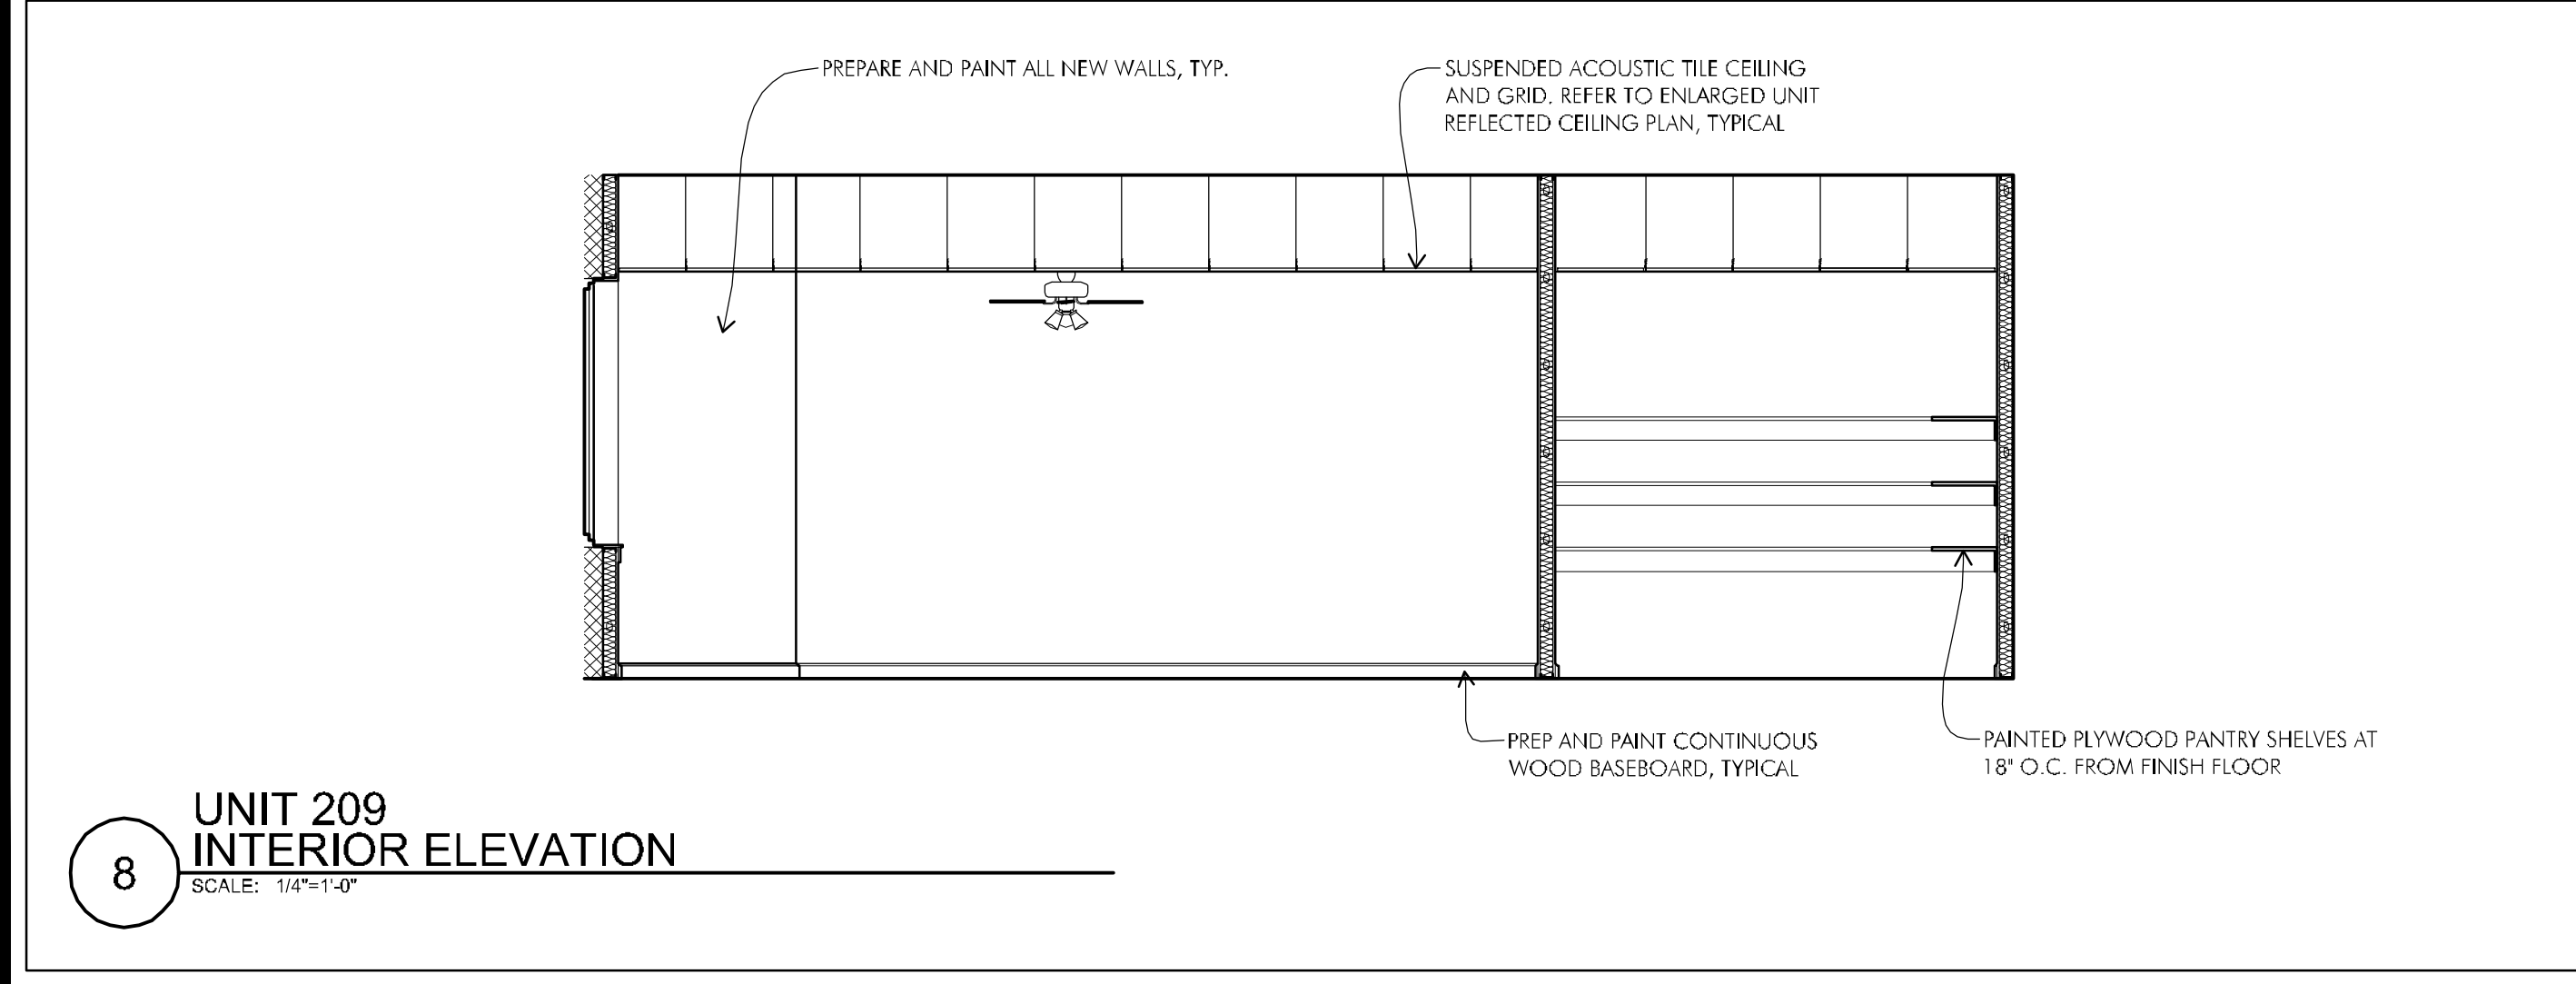 PREPARE AND PAINT ALL NEW WALLS, TYP.
SUSPENDED ACOUSTIC TILE CEILING
AND GRID. REFER TO ENLARGED UNIT
REFLECTED CEILING PLAN, TYPICAL
PREP AND PAINT CONTINUOUS
WOOD BASEBOARD, TYPICAL
PAINTED PLYWOOD PANTRY SHELVES AT
18" O.C. FROM FINISH FLOOR
8
UNIT 209
INTERIOR ELEVATION
SCALE: 1/4"=1'-0"